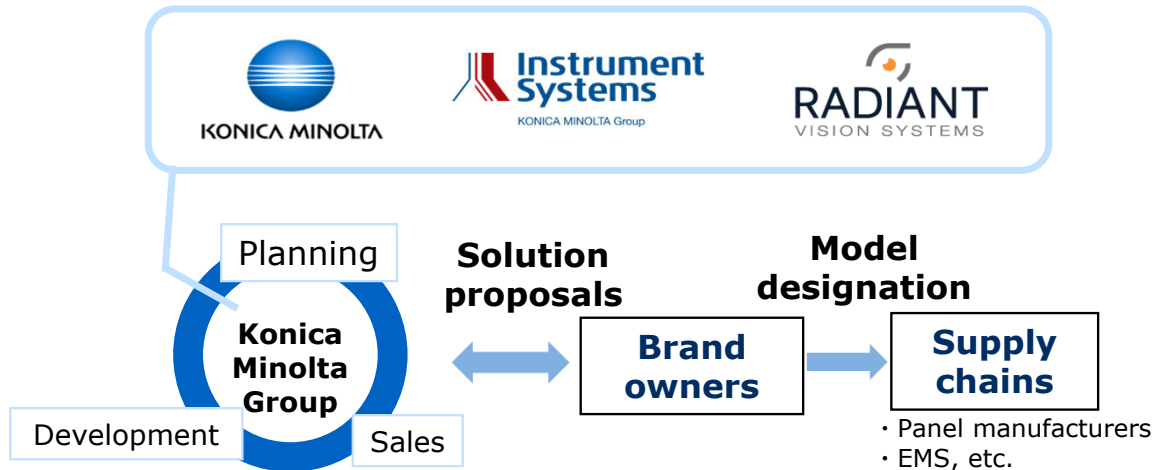 KONICA MINOLTA
Instrument
Systems
KONICA MINOLTA Group
RADIANT
VISION SYSTEMS
Planning
Konica
Minolta
Group
Development
Sales
Solution
proposals
Brand
owners
Model
designation
Supply
chains
・Panel manufacturers
・EMS, etc.